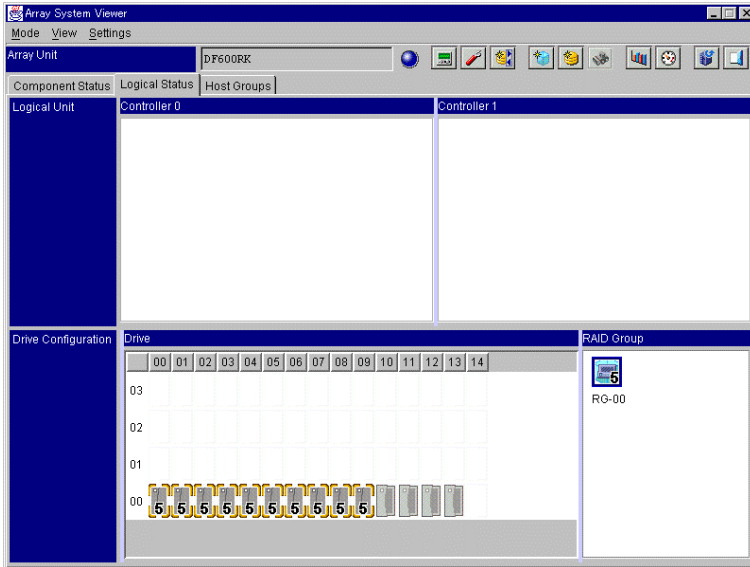 Array System Viewer
Mode View Settings
Array Unit
DF600RK
Component Status Logical Status Host Groups
Logical Unit
Controller 0
Controller 1
Drive Configuration
Drive
RAID Group
00 01 02 03 04 05 06 07 08 09 10 11 12 13 14
03
02
01
00 5 5 5 5 5 5 5 5 5 5
5
RG-00